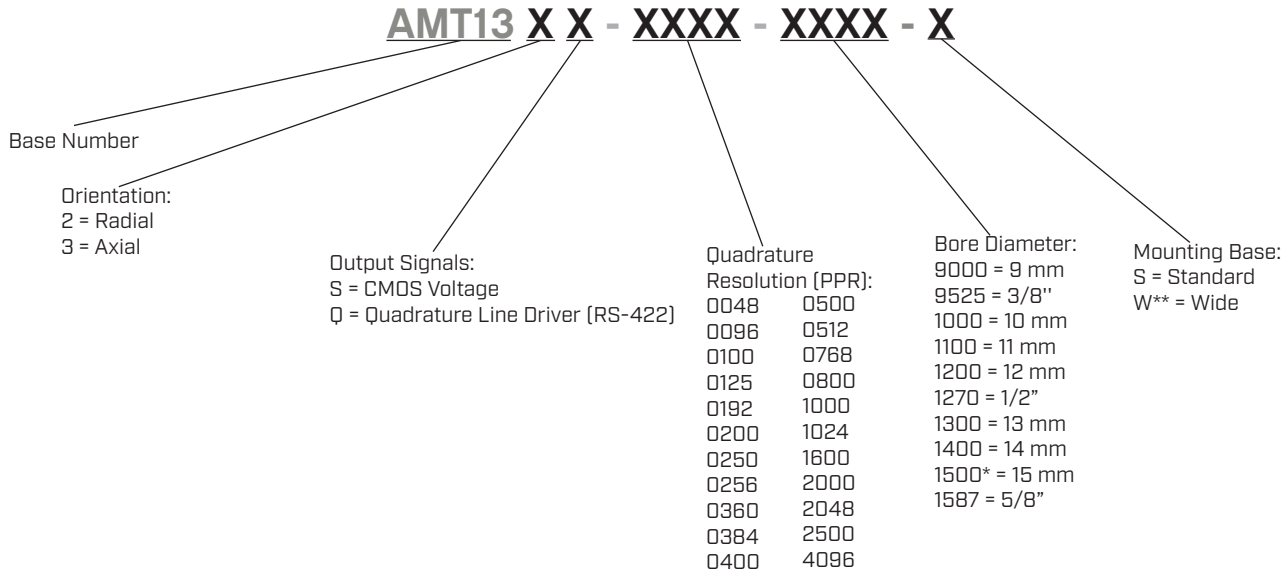 AMT13 X X - XXXX - XXXX - X
Base Number
Orientation:
2 = Radial
3 = Axial
Output Signals:
S = CMOS Voltage
Q = Quadrature Line Driver (RS-422)
Quadrature
Resolution (PPR):
0048 0500
0096 0512
0100 0768
0125 0800
0192 1000
0200 1024
0250 1600
0256 2000
0360 2048
0384 2500
0400 4096
Bore Diameter:
9000 = 9 mm
9525 = 3/8''
1000 = 10 mm
1100 = 11 mm
1200 = 12 mm
1270 = 1/2”
1300 = 13 mm
1400 = 14 mm
1500* = 15 mm
1587 = 5/8”
Mounting Base:
S = Standard
W** = Wide